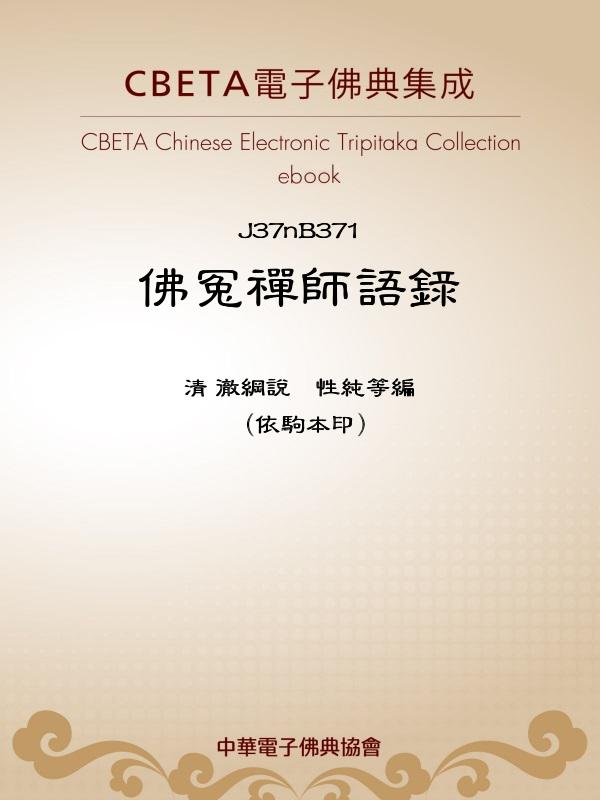 CBETA電子佛典集成
CBETA Chinese Electronic Tripitaka Collection
ebook
J37nB371
佛冤禪師語錄
清 澈綱說　性純等編
（依駒本印）
中華電子佛典協會